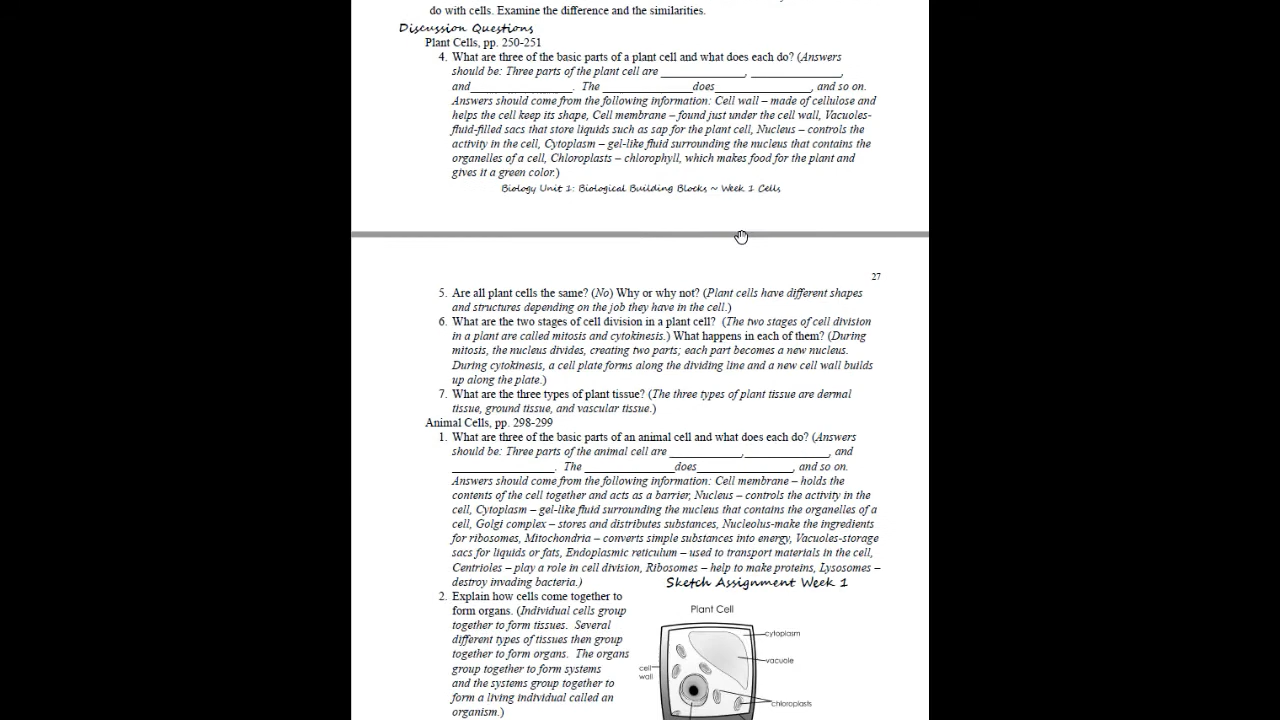 do with cells. Examine the difference and the similarities.
Discussion Questions
Plant Cells, pp. 250-251
4. What are three of the basic parts of a plant cell and what does each do? (Answers
should be: Three parts of the plant cell are _______________, _______________,
and_________________. The _______________does________________, and so on.
Answers should come from the following information: Cell wall – made of cellulose and
helps the cell keep its shape, Cell membrane – found just under the cell wall, Vacuoles-
fluid-filled sacs that store liquids such as sap for the plant cell, Nucleus – controls the
activity in the cell, Cytoplasm – gel-like fluid surrounding the nucleus that contains the
organelles of a cell, Chloroplasts – chlorophyll, which makes food for the plant and
gives it a green color.)
Biology Unit 1: Biological Building Blocks ~ Week 1 Cells
27
5. Are all plant cells the same? (No) Why or why not? (Plant cells have different shapes
and structures depending on the job they have in the cell.)
6. What are the two stages of cell division in a plant cell? (The two stages of cell division
in a plant are called mitosis and cytokinesis.) What happens in each of them? (During
mitosis, the nucleus divides, creating two parts; each part becomes a new nucleus.
During cytokinesis, a cell plate forms along the dividing line and a new cell wall builds
up along the plate.)
7. What are the three types of plant tissue? (The three types of plant tissue are dermal
tissue, ground tissue, and vascular tissue.)
Animal Cells, pp. 298-299
1. What are three of the basic parts of an animal cell and what does each do? (Answers
should be: Three parts of the animal cell are ____________,______________, and
_________________. The _______________does________________, and so on.
Answers should come from the following information: Cell membrane – holds the
contents of the cell together and acts as a barrier, Nucleus – controls the activity in the
cell, Cytoplasm – gel-like fluid surrounding the nucleus that contains the organelles of a
cell, Golgi complex – stores and distributes substances, Nucleolus-make the ingredients
for ribosomes, Mitochondria – converts simple substances into energy, Vacuoles-storage
sacs for liquids or fats, Endoplasmic reticulum – used to transport materials in the cell,
Centrioles – play a role in cell division, Ribosomes – help to make proteins, Lysosomes –
destroy invading bacteria.)
2. Explain how cells come together to
form organs. (Individual cells group
together to form tissues. Several
different types of tissues then group
together to form organs. The organs
group together to form systems
and the systems group together to
form a living individual called an
organism.)
Sketch Assignment Week 1
Plant Cell
cytoplasm
vacuole
cell
wall
chloroplasts